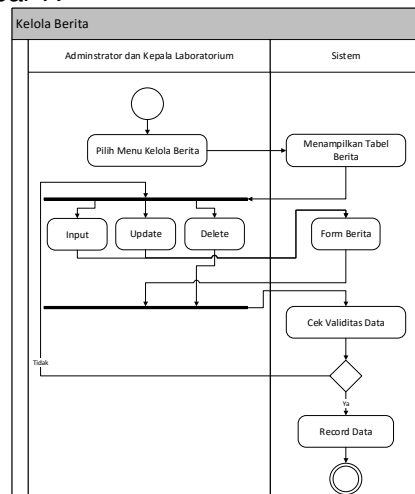 Kelola Berita
Adminstrator dan Kepala Laboratorium
Sistem
Pilih Menu Kelola Berita
Menampilkan Tabel
Berita
Input
Update
Delete
Form Berita
Cek Validitas Data
Tidak
Ya
Record Data